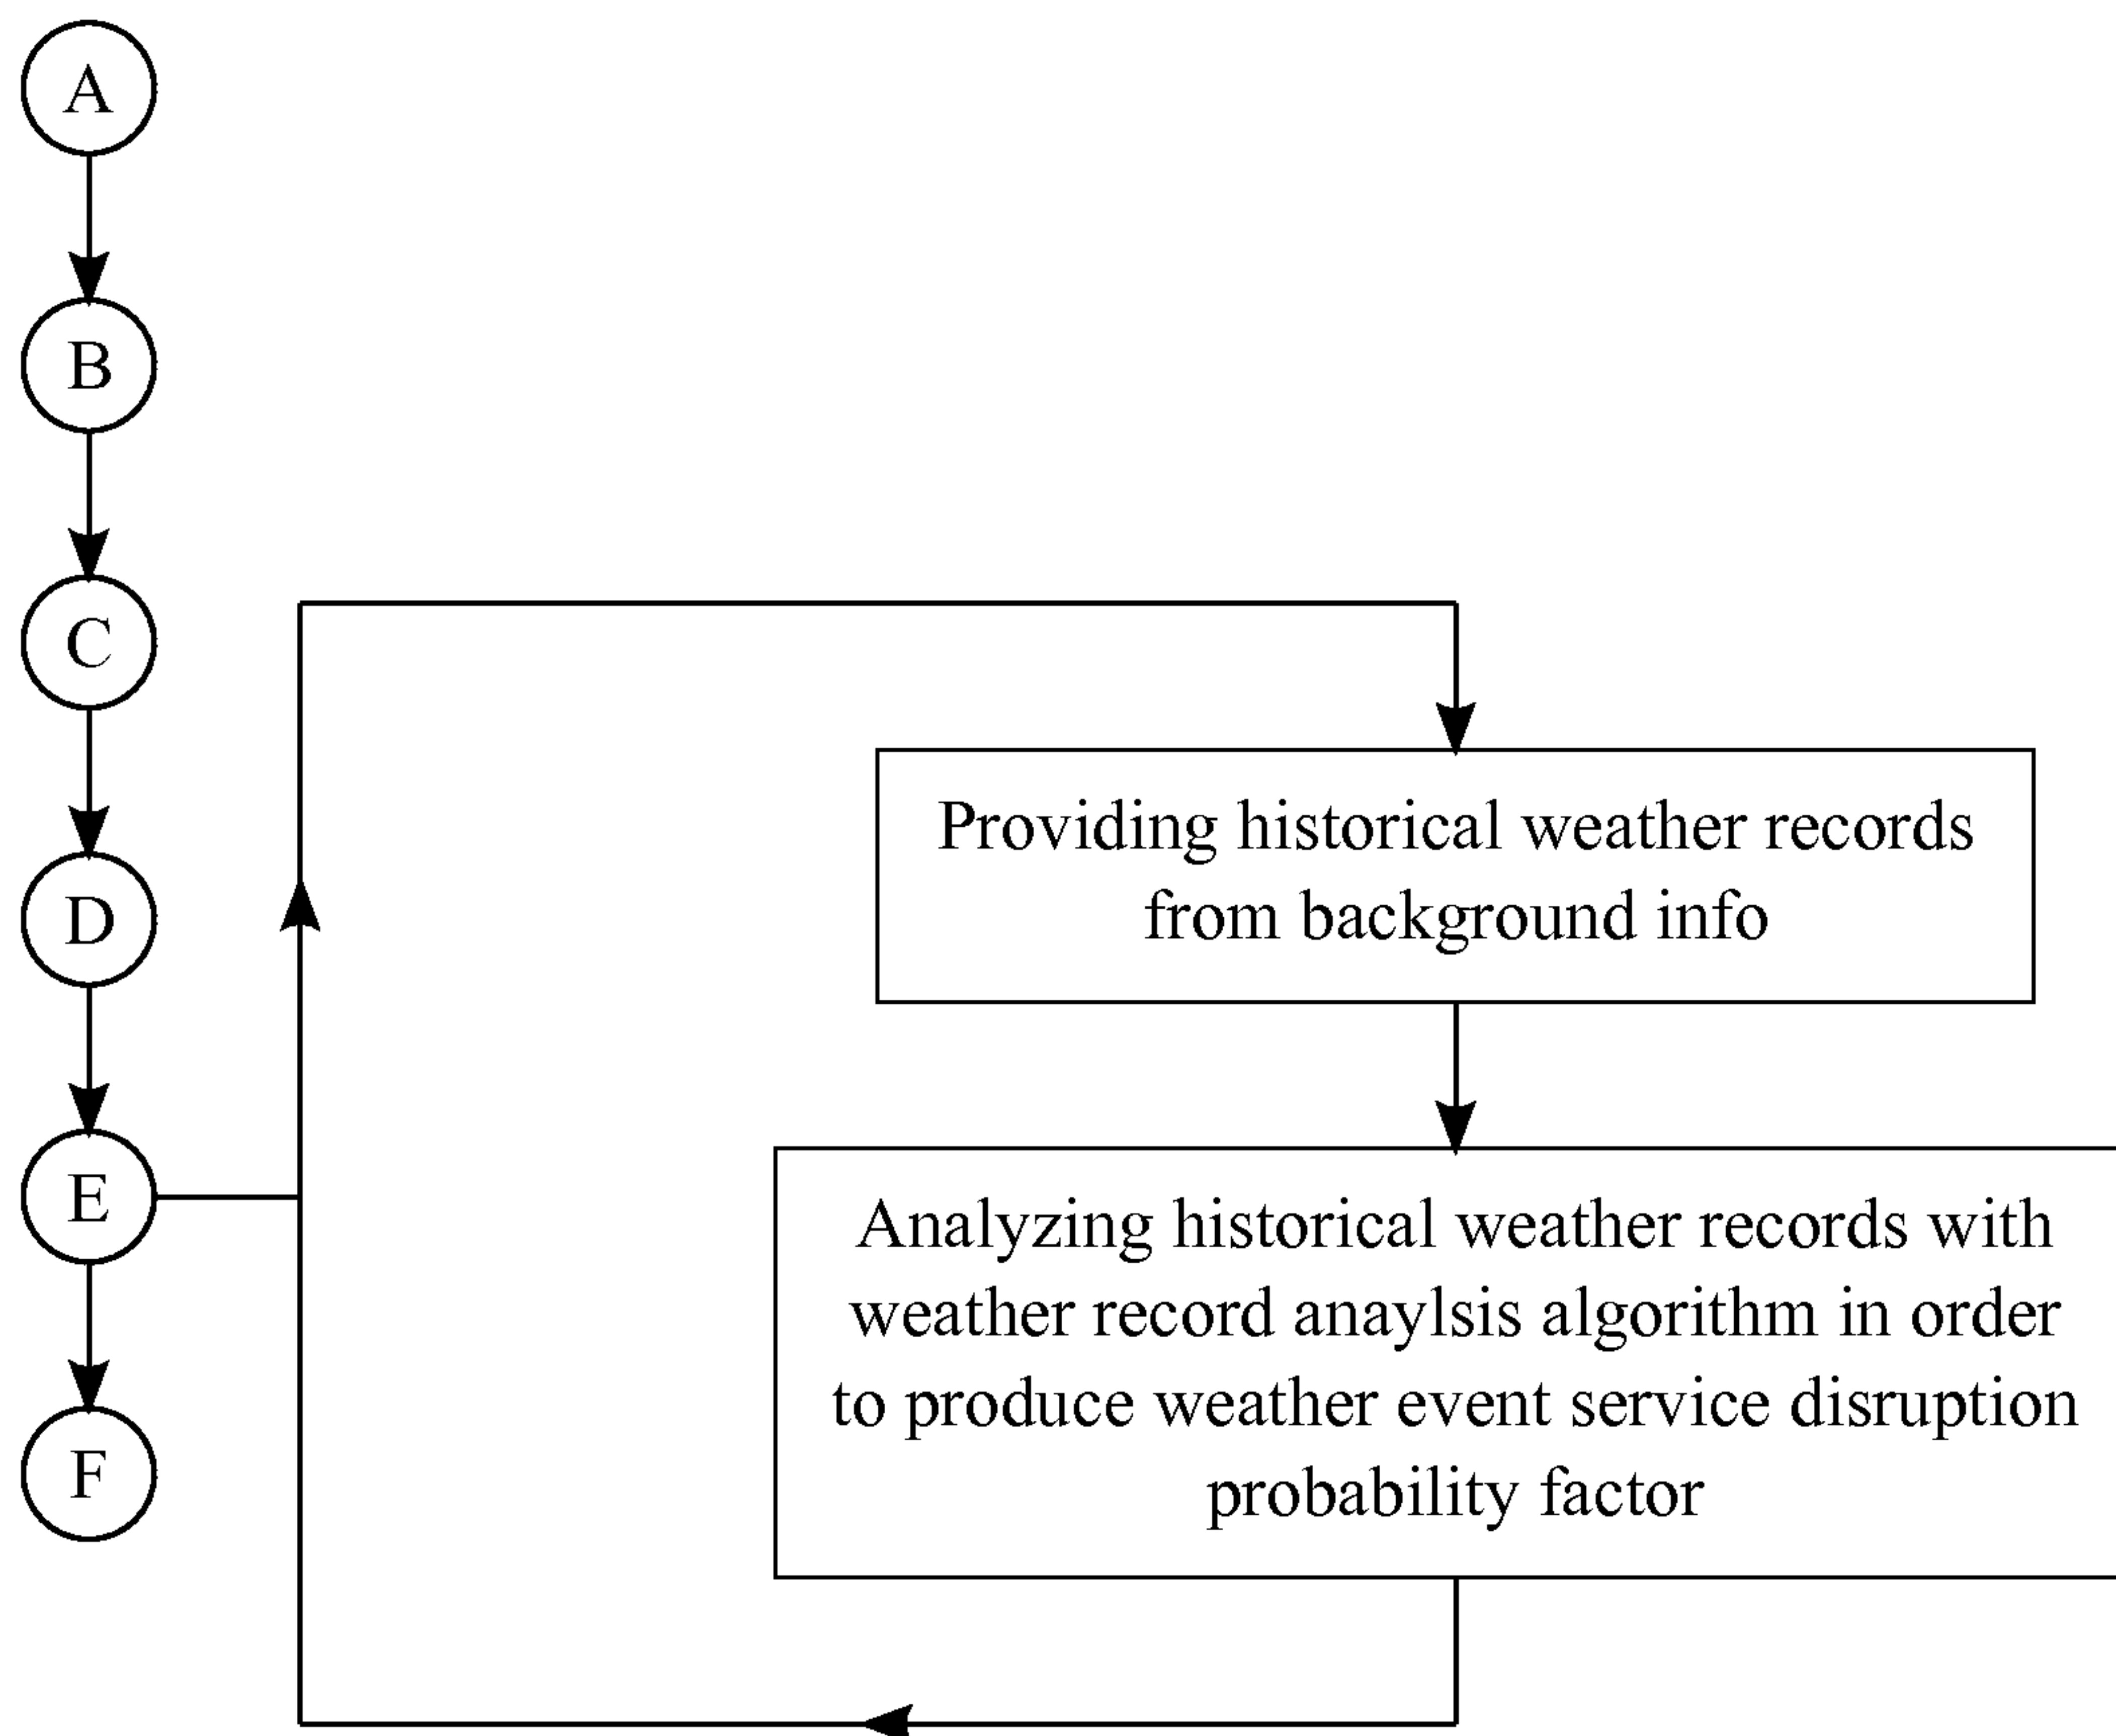 A
B
C
D
E
F
Providing historical weather records
from background info
Analyzing historical weather records with
weather record anaylsis algorithm in order
to produce weather event service disruption
probability factor